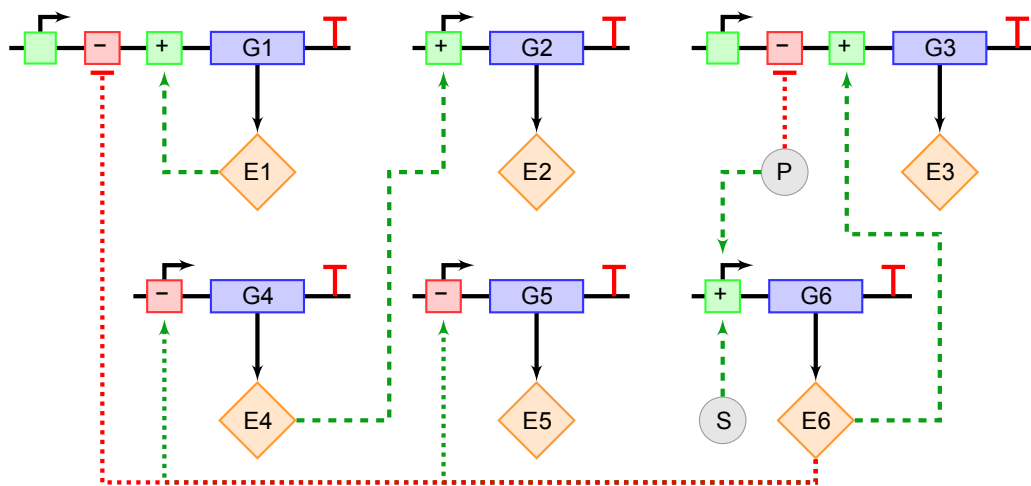 − + G1
+ G2
− + G3
E1
E2
P
E3
− G4
− G5
+ G6
E4
E5
S
E6